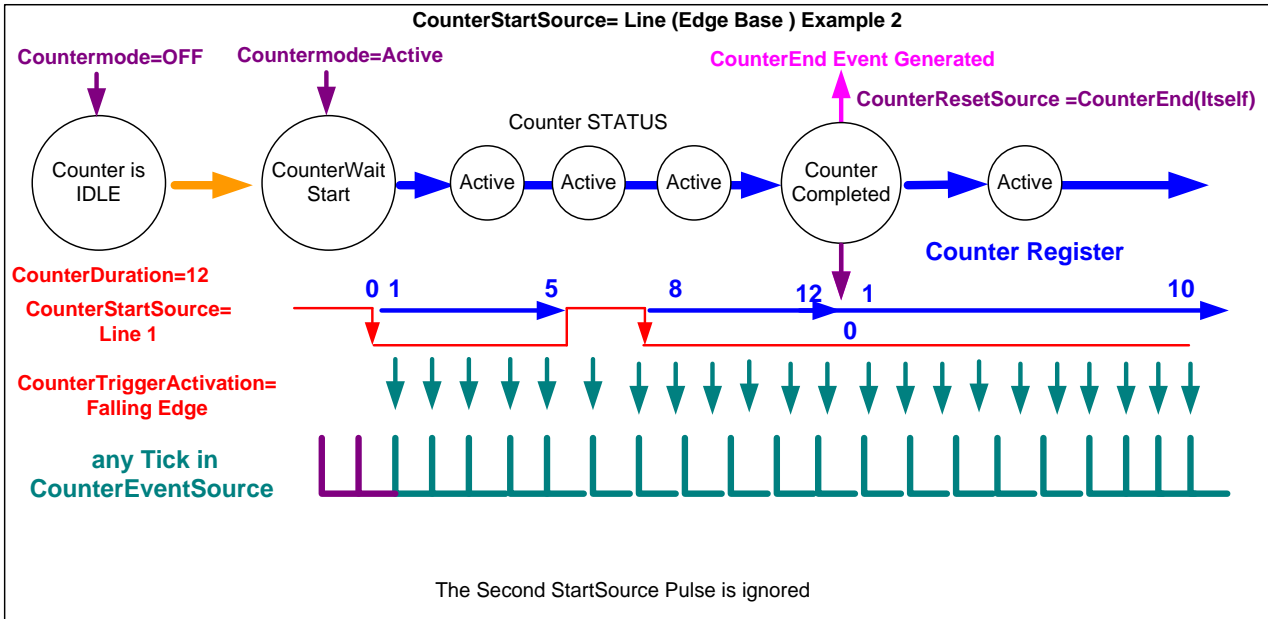 CounterStartSource= Line (Edge Base ) Example 2
Countermode=OFF
Countermode=Active
CounterEnd Event Generated
CounterResetSource =CounterEnd(Itself)
Counter STATUS
Counter is
IDLE
CounterWait
Start
Active
Active
Active
Counter
Completed
Active
Counter Register
CounterDuration=12
0 1 5 8 12 1 10
CounterStartSource=
Line 1
0
CounterTriggerActivation=
Falling Edge
any Tick in
CounterEventSource
The Second StartSource Pulse is ignored